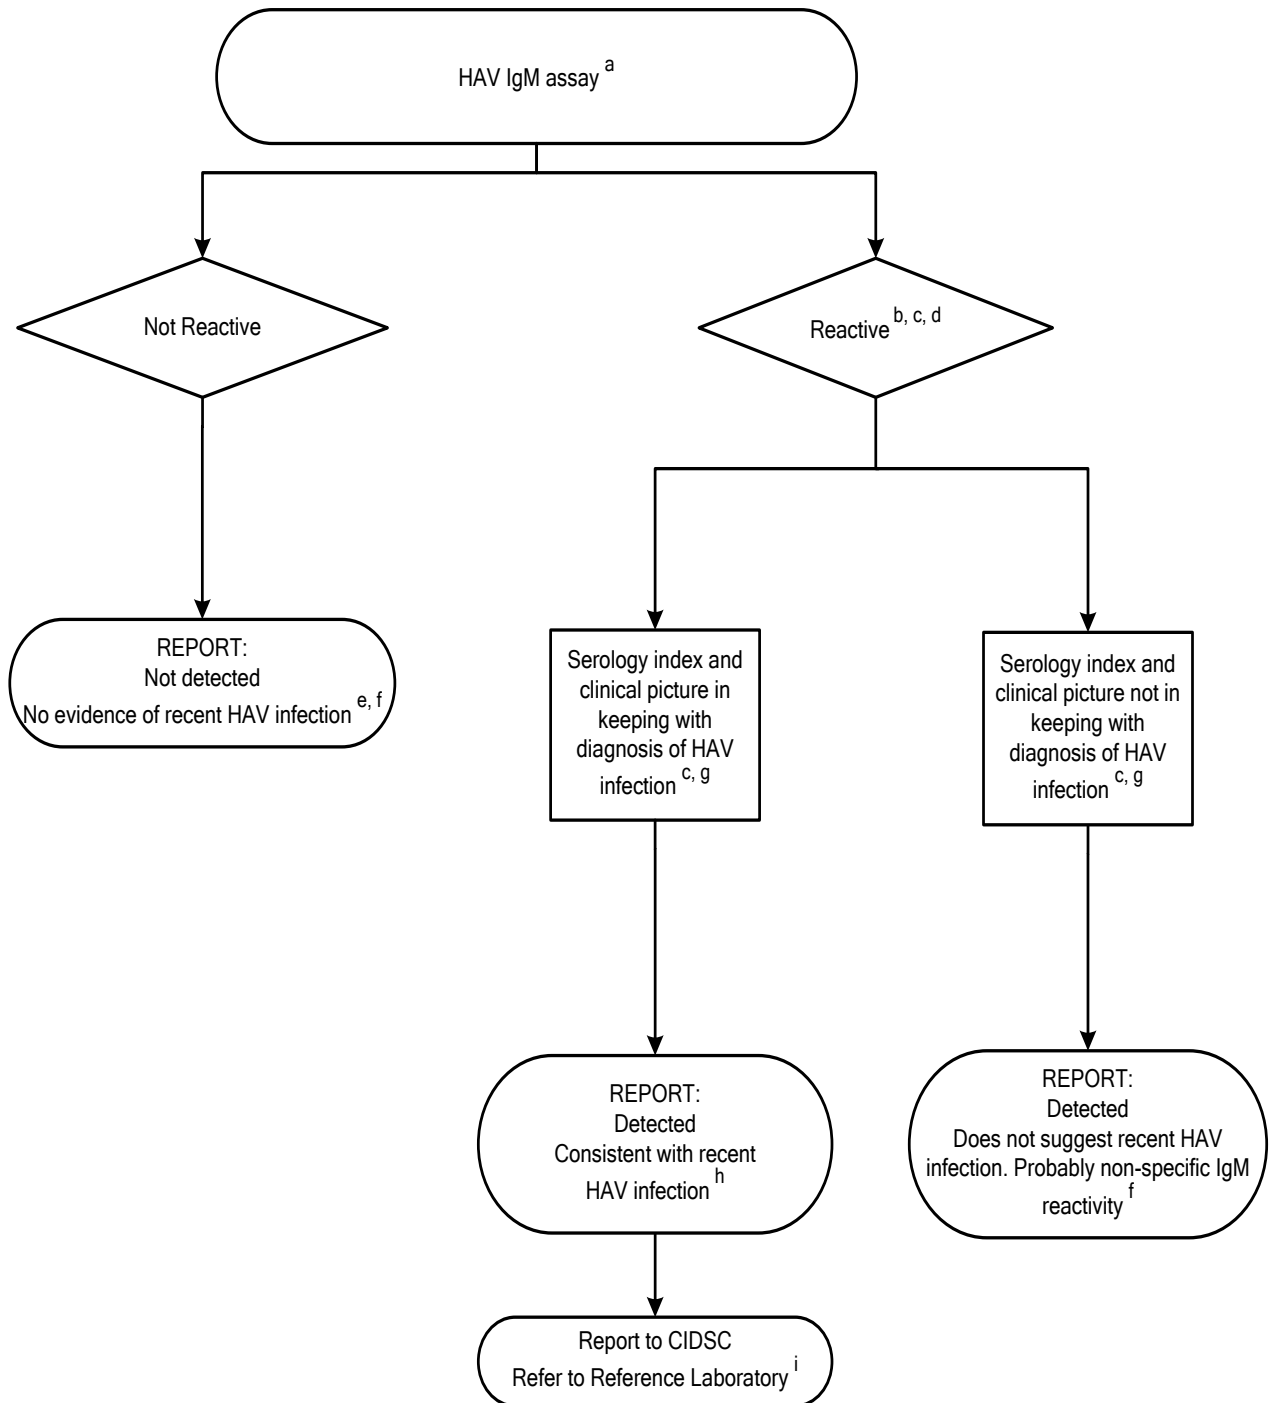 HAV IgM assay a
Not Reactive
Reactive b, c, d
REPORT:
Not detected
No evidence of recent HAV infection e, f
Serology index and
clinical picture in
keeping with
diagnosis of HAV
infection c, g
Serology index and
clinical picture not in
keeping with
diagnosis of HAV
infection c, g
REPORT:
Detected
Consistent with recent
HAV infection h
REPORT:
Detected
Does not suggest recent HAV
infection. Probably non-specific IgM
reactivity f
Report to CIDSC
Refer to Reference Laboratory i